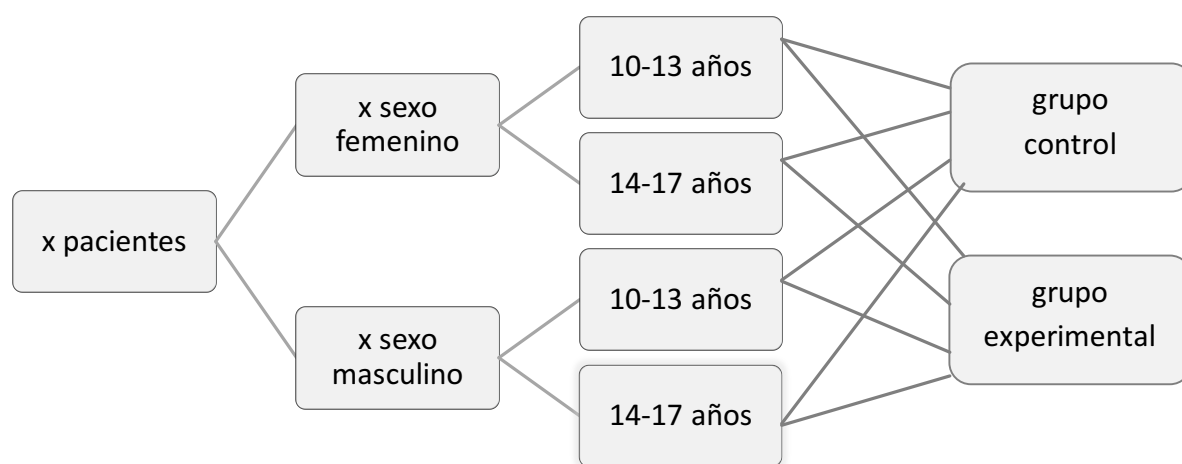 x pacientes
x sexo
femenino
x sexo
masculino
10-13 años
14-17 años
10-13 años
14-17 años
grupo
control
grupo
experimental